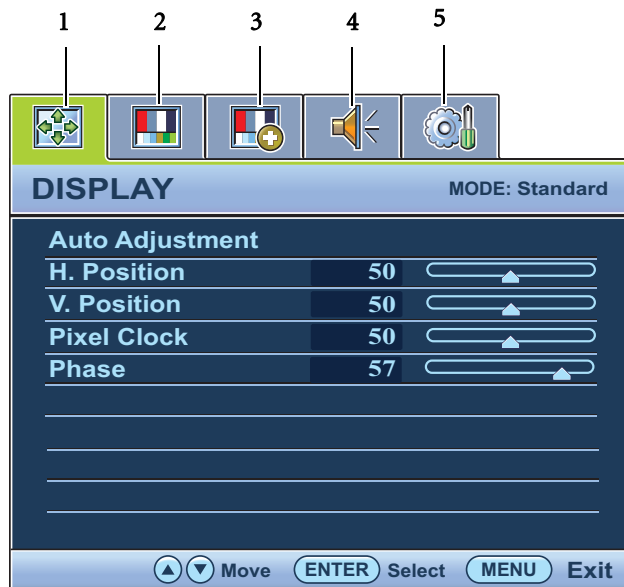 1 2 3 4 5
DISPLAY MODE: Standard
Auto Adjustment
H. Position 50
V. Position 50
Pixel Clock 50
Phase 57
Move ENTER Select MENU Exit